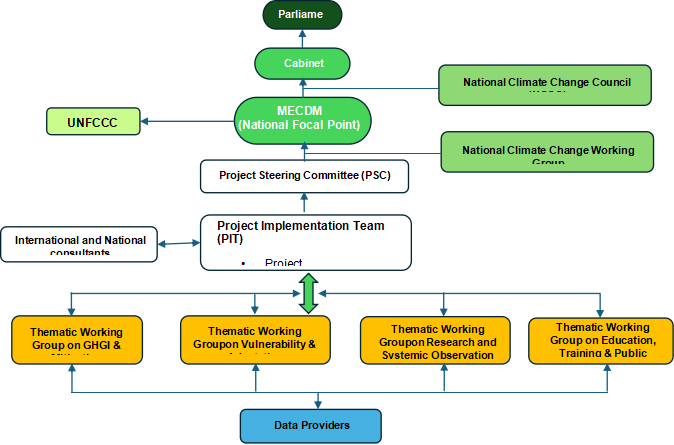 Parliame
Cabinet
National Climate Change Council
MECDM
(National Focal Point)
UNFCCC
National Climate Change Working
Group
Project Steering Committee (PSC)
Project Implementation Team
(PIT)
• Project
International and National
consultants
Thematic Working
Group on GHGI &
Thematic Working
Groupon Vulnerability &
Thematic Working
Groupon Research and
Systemic Observation
Thematic Working
Group on Education,
Training & Public
Data Providers